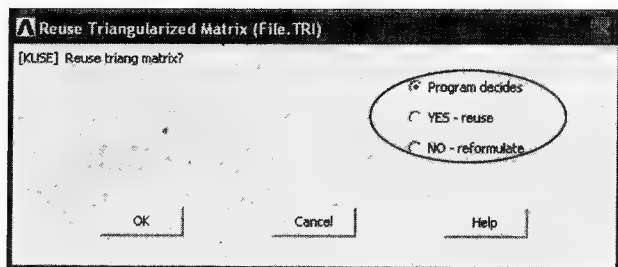 Reuse Triangularized Matrix (File.TRI)
[KUSE] Reuse triang matrix?
Program decides
YES - reuse
NO - reformulate
OK Cancel Help